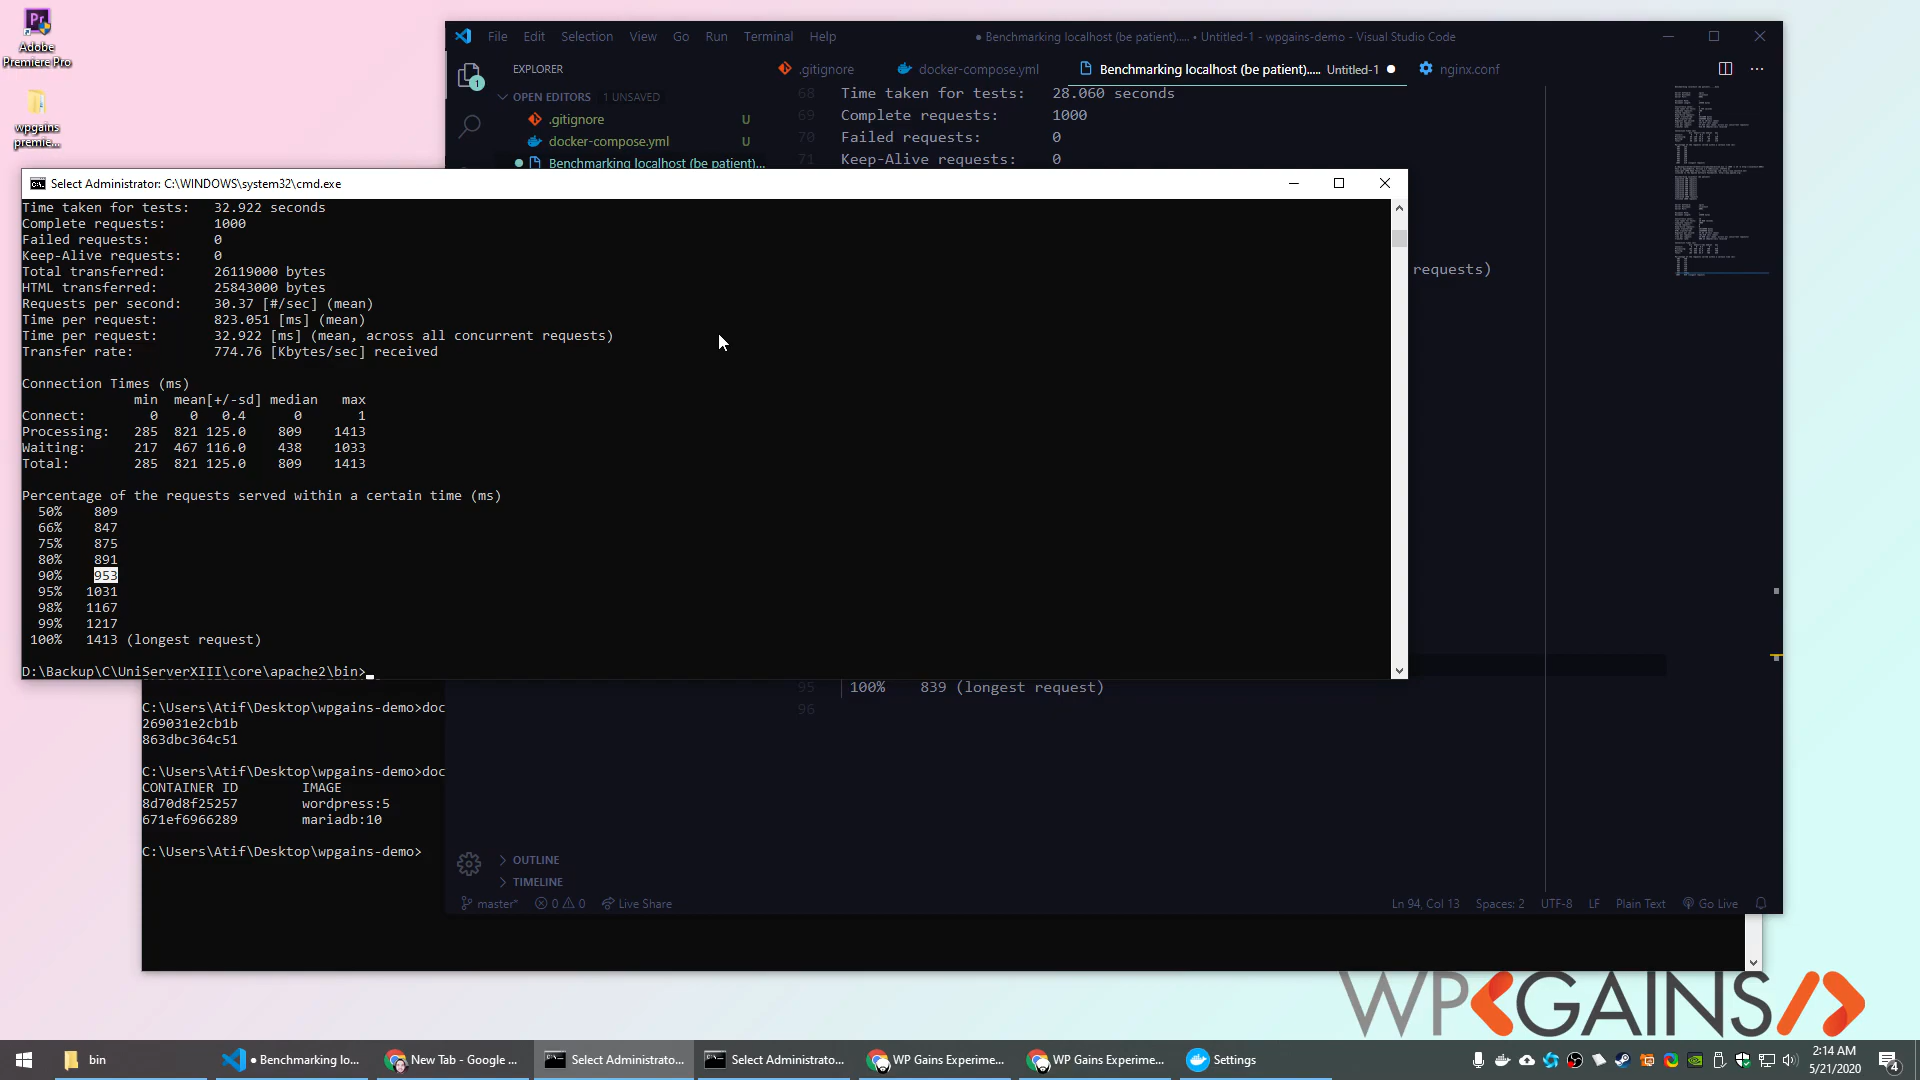 Adobe
Premiere Pro
wpgains
premie...
File Edit Selection View Go Run Terminal Help
● Benchmarking localhost (be patient)..... • Untitled-1 - wpgains-demo - Visual Studio Code
EXPLORER
.gitignore
docker-compose.yml
Benchmarking localhost (be patient)..... Untitled-1
nginx.conf
OPEN EDITORS 1 UNSAVED
.gitignore U
docker-compose.yml U
Benchmarking localhost (be patient)...
1
68 Time taken for tests: 28.060 seconds
69 Complete requests: 1000
70 Failed requests: 0
71 Keep-Alive requests: 0
requests)
Select Administrator: C:\WINDOWS\system32\cmd.exe
Time taken for tests: 32.922 seconds
Complete requests: 1000
Failed requests: 0
Keep-Alive requests: 0
Total transferred: 26119000 bytes
HTML transferred: 25843000 bytes
Requests per second: 30.37 [#/sec] (mean)
Time per request: 823.051 [ms] (mean)
Time per request: 32.922 [ms] (mean, across all concurrent requests)
Transfer rate: 774.76 [Kbytes/sec] received
Connection Times (ms)
min mean[+/-sd] median max
Connect: 0 0 0.4 0 1
Processing: 285 821 125.0 809 1413
Waiting: 217 467 116.0 438 1033
Total: 285 821 125.0 809 1413
Percentage of the requests served within a certain time (ms)
50% 809
66% 847
75% 875
80% 891
90% 953
95% 1031
98% 1167
99% 1217
100% 1413 (longest request)
D:\Backup\C\UniServerXIII\core\apache2\bin>
95 100% 839 (longest request)
96
C:\Users\Atif\Desktop\wpgains-demo>doc
269031e2cb1b
863dbc364c51
C:\Users\Atif\Desktop\wpgains-demo>doc
CONTAINER ID IMAGE
8d70d8f25257 wordpress:5
671ef6966289 mariadb:10
C:\Users\Atif\Desktop\wpgains-demo>
OUTLINE
TIMELINE
master* 0 0 Live Share
Ln 94, Col 13 Spaces: 2 UTF-8 LF Plain Text Go Live
WPGAINS
bin
● Benchmarking lo...
New Tab - Google ...
Select Administrato...
Select Administrato...
WP Gains Experime...
WP Gains Experime...
Settings
2:14 AM
5/21/2020
4